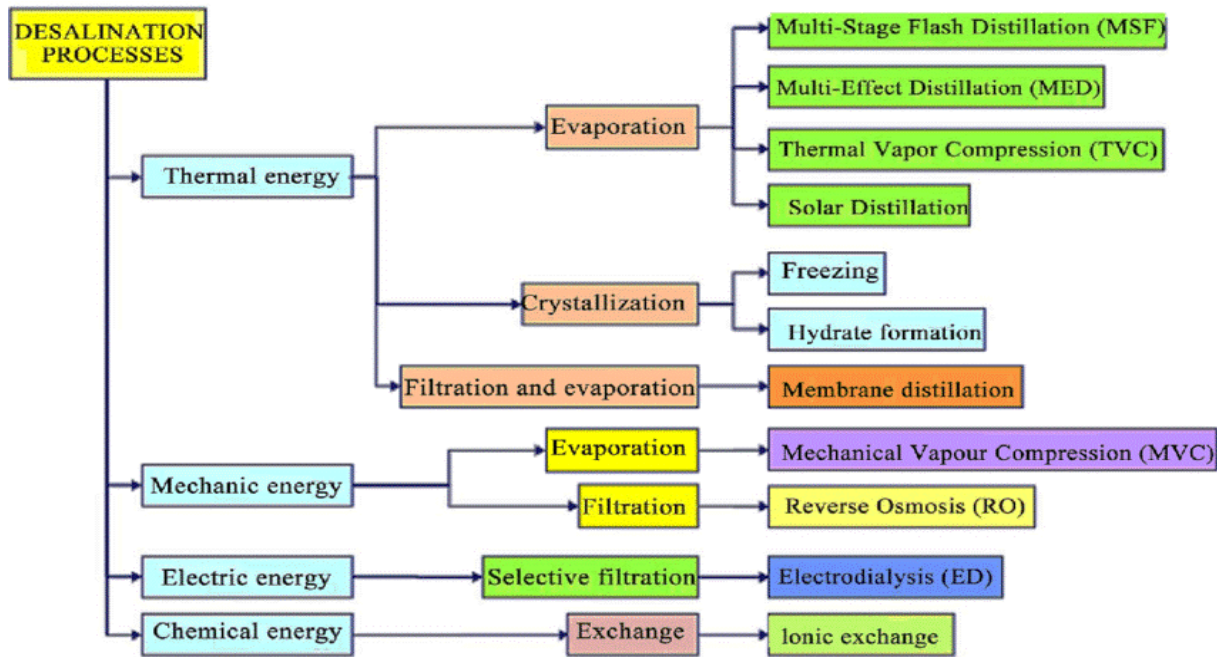 DESALINATION
PROCESSES
Thermal energy
Evaporation
Multi-Stage Flash Distillation (MSF)
Multi-Effect Distillation (MED)
Thermal Vapor Compression (TVC)
Solar Distillation
Crystallization
Freezing
Hydrate formation
Filtration and evaporation
Membrane distillation
Mechanic energy
Evaporation
Mechanical Vapour Compression (MVC)
Filtration
Reverse Osmosis (RO)
Electric energy
Selective filtration
Electrodialysis (ED)
Chemical energy
Exchange
Ionic exchange